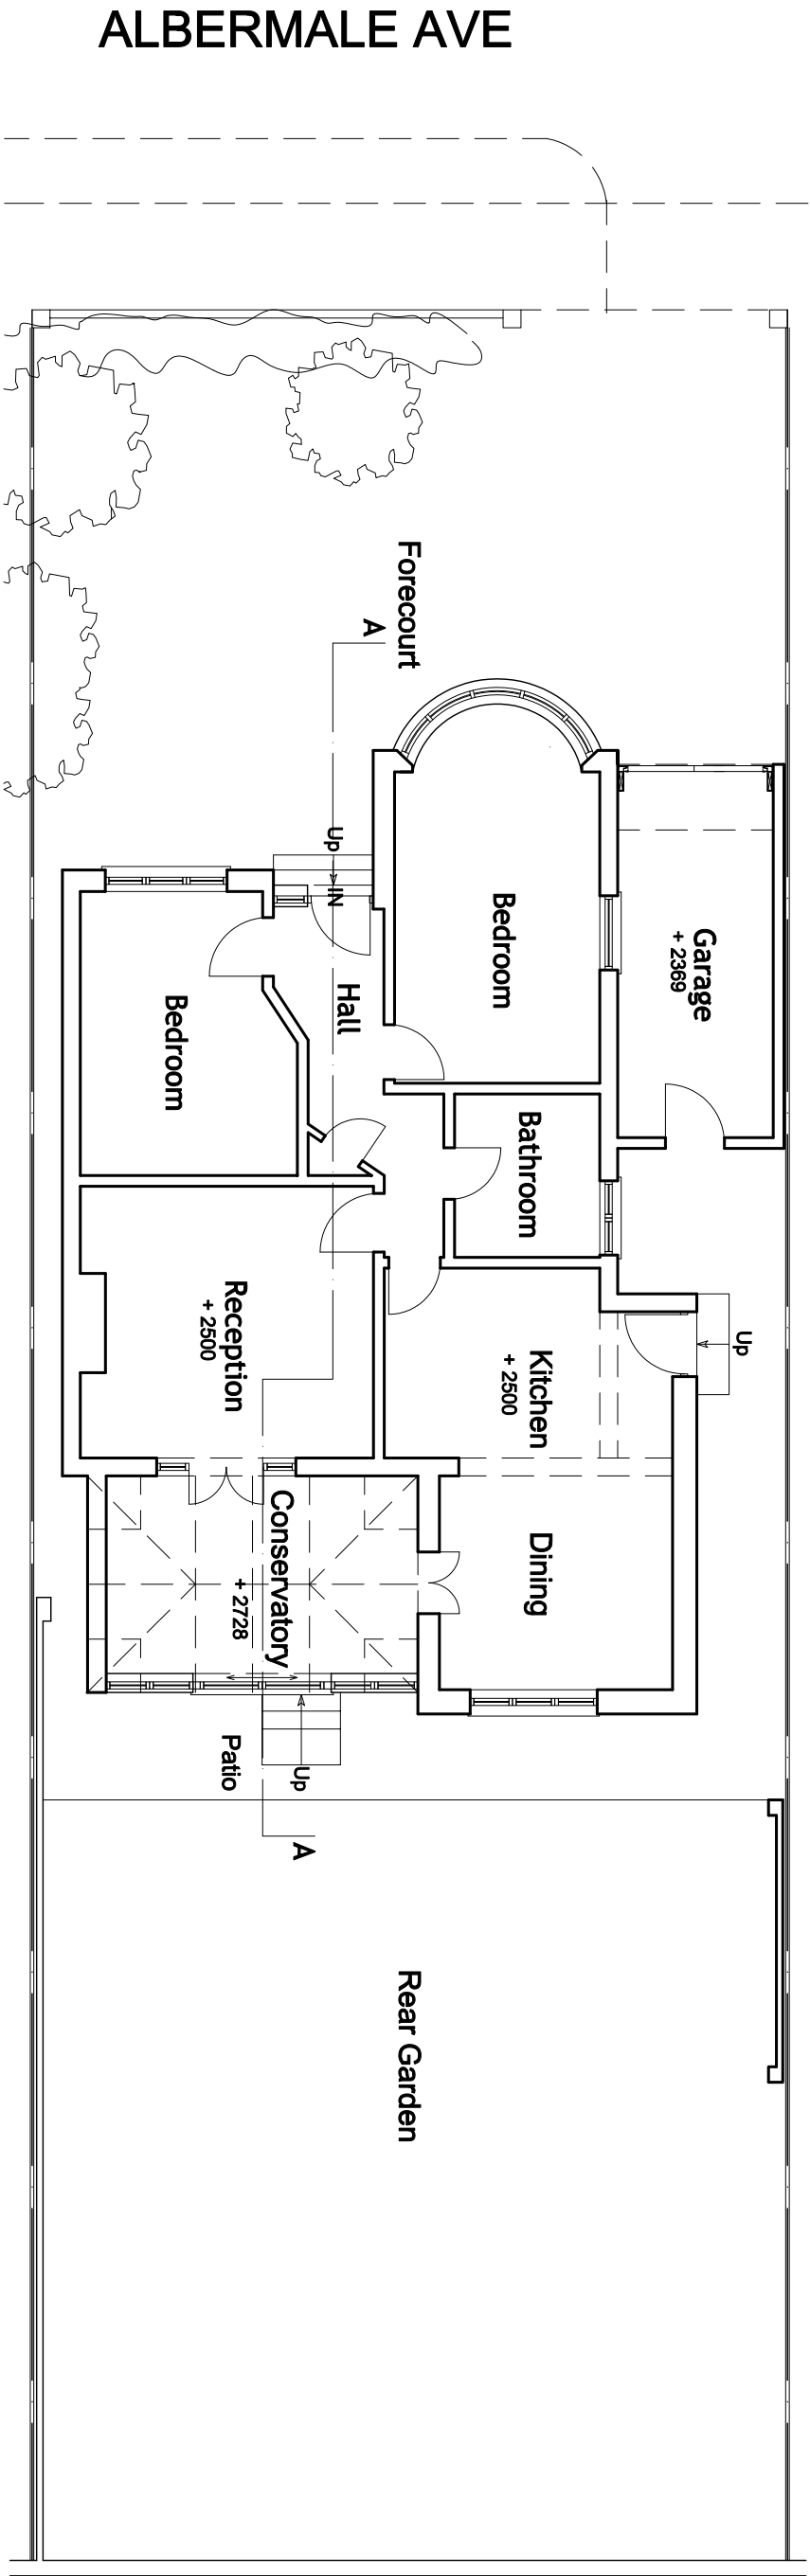 ALBERMALE AVE
Forecourt
A
Up
IN
Bedroom
Garage
+ 2369
Hall
Bedroom
Bathroom
Reception
+ 2500
Kitchen
+ 2500
Up
Conservatory
+ 2728
Dining
Patio
Up
A
Rear Garden